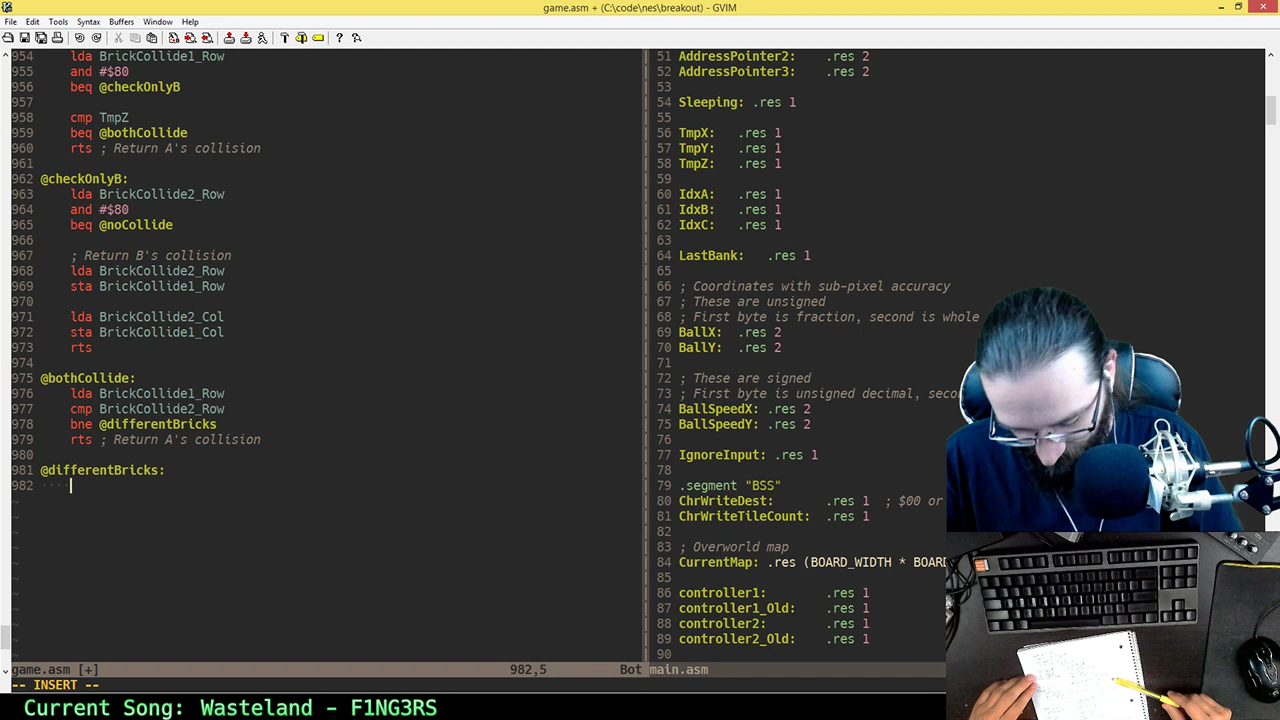 game.asm + (C:\code\nes\breakout) - GVIM
File Edit Tools Syntax Buffers Window Help
954 lda BrickCollide1_Row
955 and #$80
956 beq @checkOnlyB
957
958 cmp TmpZ
959 beq @bothCollide
960 rts ; Return A's collision
961
962 @checkOnlyB:
963 lda BrickCollide2_Row
964 and #$80
965 beq @noCollide
966
967 ; Return B's collision
968 lda BrickCollide2_Row
969 sta BrickCollide1_Row
970
971 lda BrickCollide2_Col
972 sta BrickCollide1_Col
973 rts
974
975 @bothCollide:
976 lda BrickCollide1_Row
977 cmp BrickCollide2_Row
978 bne @differentBricks
979 rts ; Return A's collision
980
981 @differentBricks:
982 ····
~
~
~
~
~
~
~
~
~
~
~
game.asm [+] 982,5 Bot
-- INSERT --
51 AddressPointer2: .res 2
52 AddressPointer3: .res 2
53
54 Sleeping: .res 1
55
56 TmpX: .res 1
57 TmpY: .res 1
58 TmpZ: .res 1
59
60 IdxA: .res 1
61 IdxB: .res 1
62 IdxC: .res 1
63
64 LastBank: .res 1
65
66 ; Coordinates with sub-pixel accuracy
67 ; These are unsigned
68 ; First byte is fraction, second is whole
69 BallX: .res 2
70 BallY: .res 2
71
72 ; These are signed
73 ; First byte is unsigned decimal, seco
74 BallSpeedX: .res 2
75 BallSpeedY: .res 2
76
77 IgnoreInput: .res 1
78
79 .segment "BSS"
80 ChrWriteDest: .res 1 ; $00 or
81 ChrWriteTileCount: .res 1
82
83 ; Overworld map
84 CurrentMap: .res (BOARD_WIDTH * BOAR
85
86 controller1: .res 1
87 controller1_Old: .res 1
88 controller2: .res 1
89 controller2_Old: .res 1
90
main.asm
Current Song: Wasteland - F1NG3RS